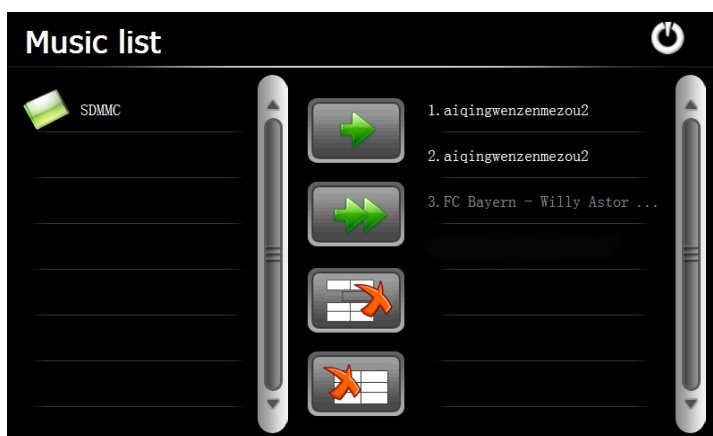 Music list
SDMMC
1.aiqingwenzenmezou2
2.aiqingwenzenmezou2
3.FC Bayern - Willy Astor ...